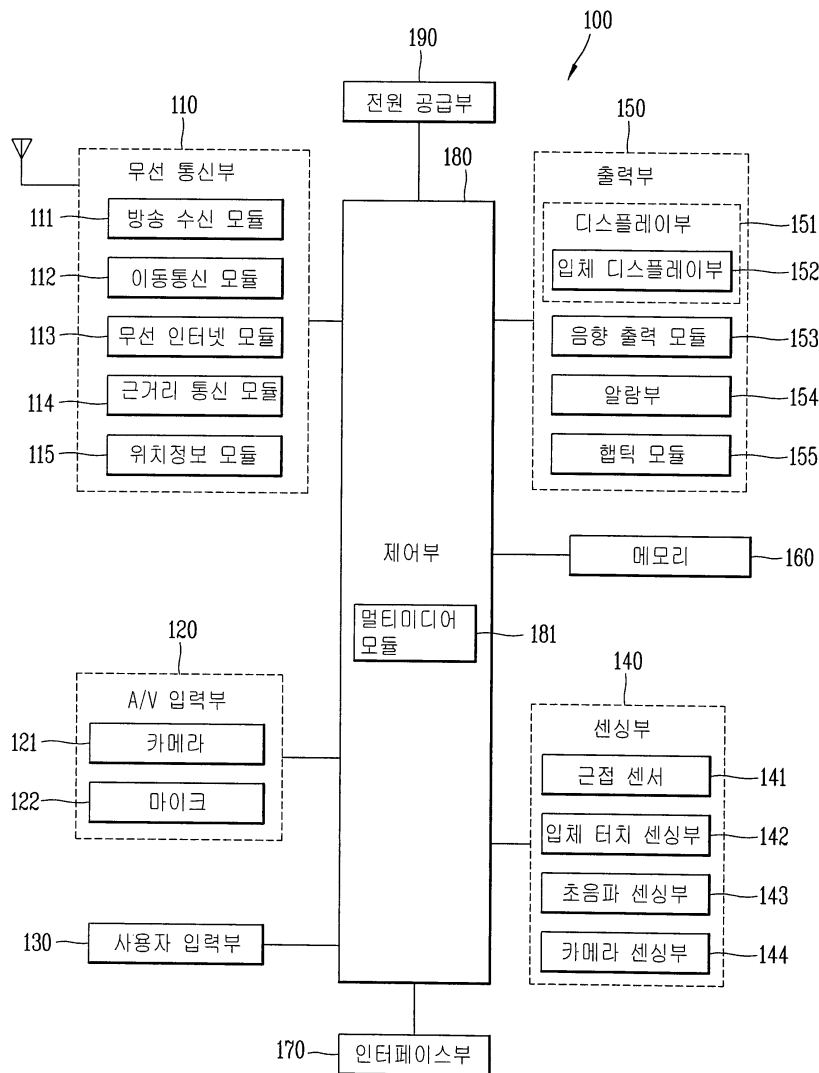 100
190
전원 공급부
110
무선 통신부
111
방송 수신 모듈
112
이동통신 모듈
113
무선 인터넷 모듈
114
근거리 통신 모듈
115
위치정보 모듈
180
제어부
멀티미디어
모듈
181
150
출력부
디스플레이부
151
입체 디스플레이부
152
음향 출력 모듈
153
알람부
154
햅틱 모듈
155
메모리
160
120
A/V 입력부
121
카메라
122
마이크
140
센싱부
근접 센서
141
입체 터치 센싱부
142
초음파 센싱부
143
카메라 센싱부
144
130
사용자 입력부
170
인터페이스부